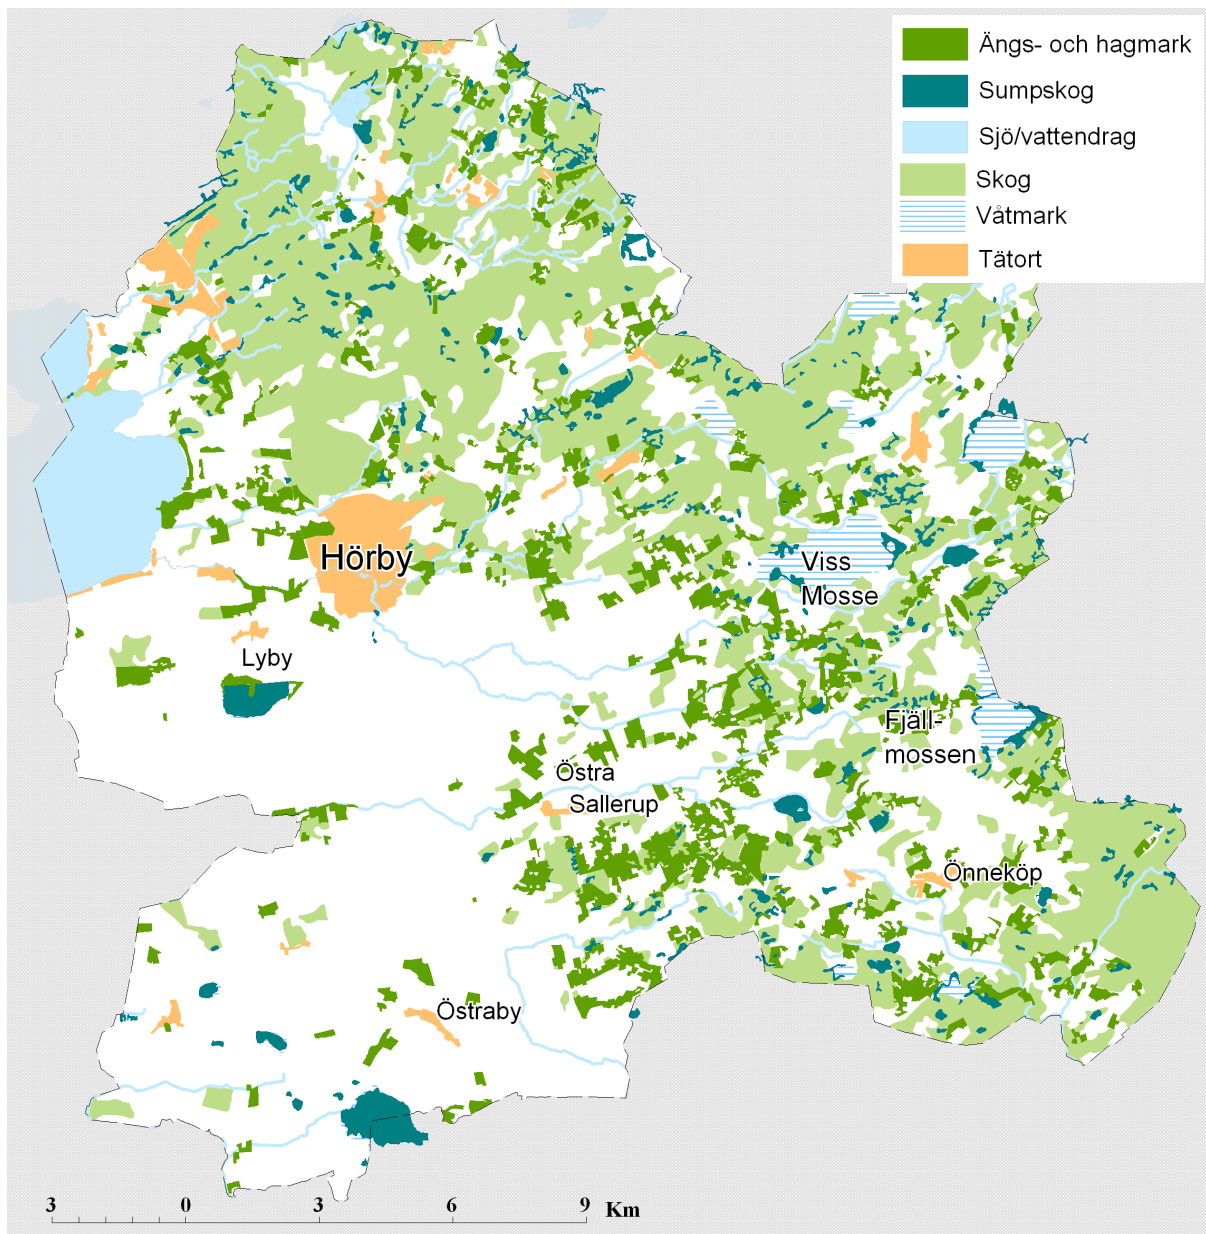 Ängs- och hagmark
Sumpskog
Sjö/vattendrag
Skog
Våtmark
Tätort
Hörby
Viss
Mosse
Lyby
Fjäll-
mossen
Östra
Sallerup
Önneköp
Östraby
3 0 3 6 9 Km